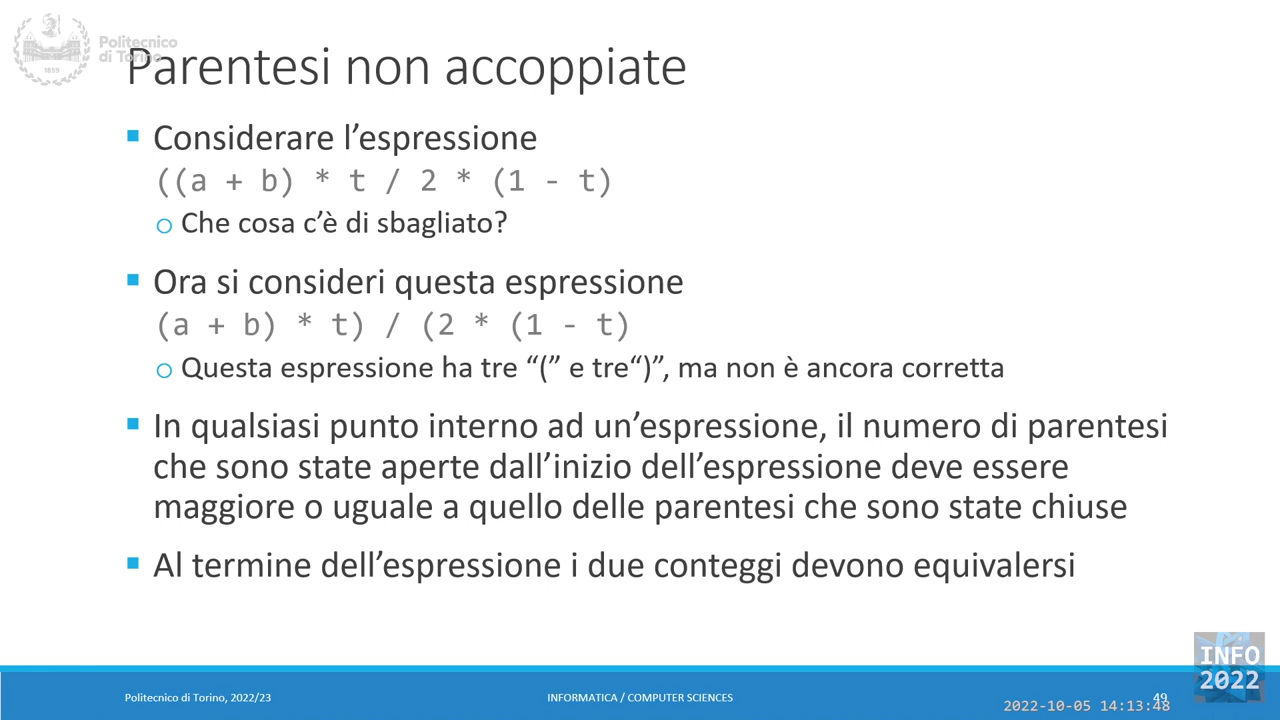 Politecnico
di Torino
1859
Parentesi non accoppiate
Considerare l’espressione
((a + b) * t / 2 * (1 - t)
Che cosa c’è di sbagliato?
Ora si consideri questa espressione
(a + b) * t) / (2 * (1 - t)
Questa espressione ha tre “(” e tre“)”, ma non è ancora corretta
In qualsiasi punto interno ad un’espressione, il numero di parentesi
che sono state aperte dall’inizio dell’espressione deve essere
maggiore o uguale a quello delle parentesi che sono state chiuse
Al termine dell’espressione i due conteggi devono equivalersi
INFO
2022
Politecnico di Torino, 2022/23
INFORMATICA / COMPUTER SCIENCES
49
2022-10-05 14:13:48